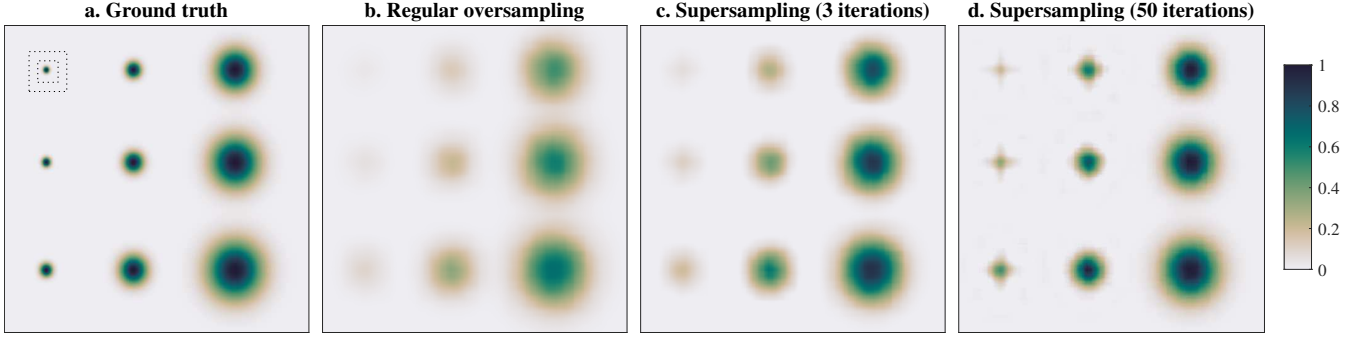 a. Ground truth
b. Regular oversampling
c. Supersampling (3 iterations)
d. Supersampling (50 iterations)
1
0.8
0.6
0.4
0.2
0